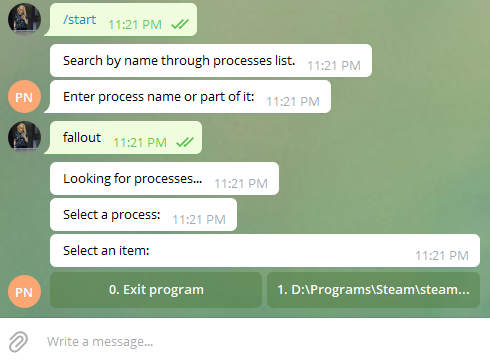 /start 11:21 PM
Search by name through processes list. 11:21 PM
PN
Enter process name or part of it: 11:21 PM
fallout 11:21 PM
Looking for processes... 11:21 PM
Select a process: 11:21 PM
Select an item: 11:21 PM
PN
0. Exit program
1. D:\Programs\Steam\steam...
Write a message...